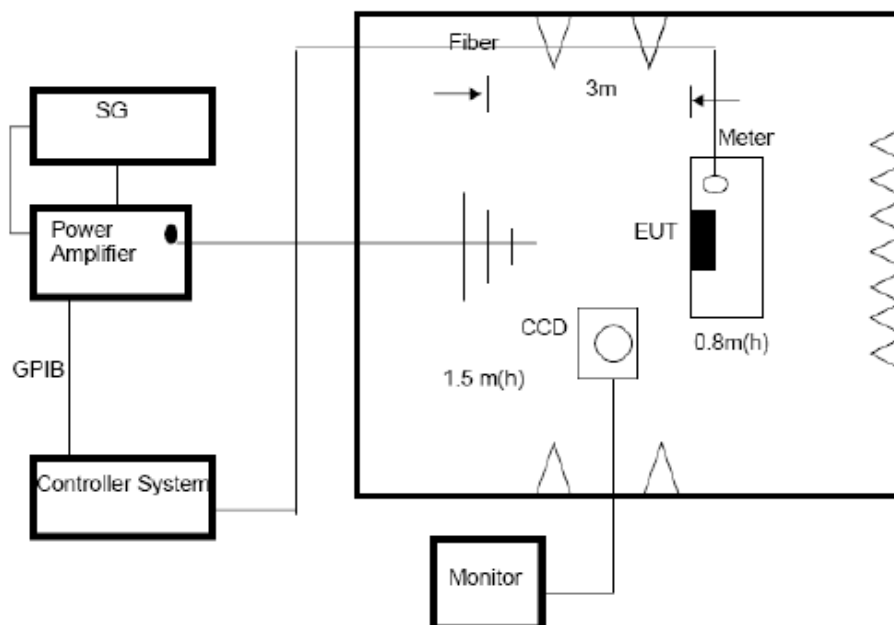 Fiber
3m
SG
Meter
Power
Amplifier
EUT
CCD
0.8m(h)
GPIB
1.5 m(h)
Controller System
Monitor